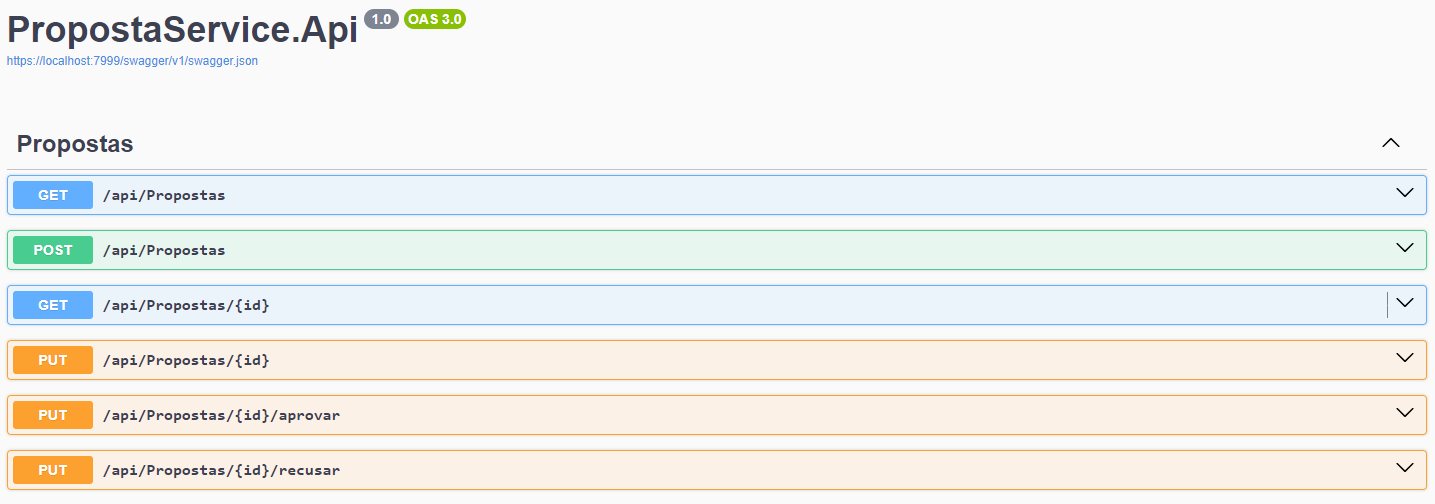 PropostaService.Api 1.0 OAS 3.0
https://localhost:7999/swagger/v1/swagger.json
Propostas
GET /api/Propostas
POST /api/Propostas
GET /api/Propostas/{id}
PUT /api/Propostas/{id}
PUT /api/Propostas/{id}/aprovar
PUT /api/Propostas/{id}/recusar